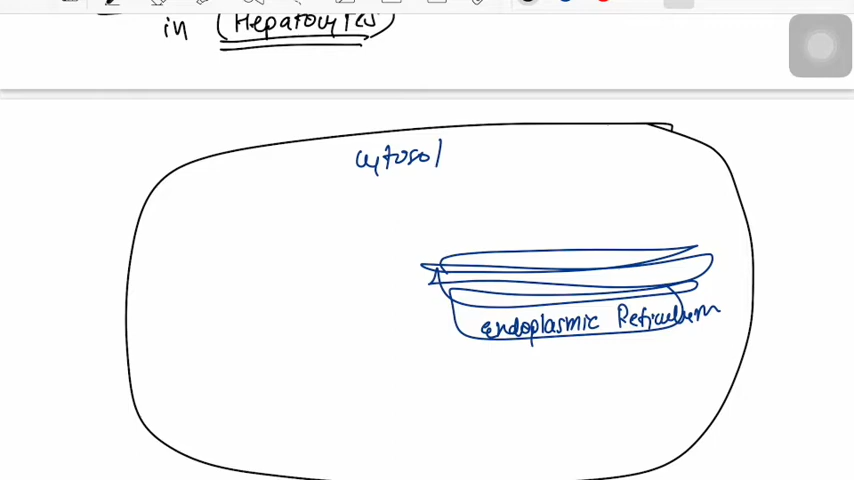 in (Hepatocytes)
cytosol
endoplasmic Reticulum